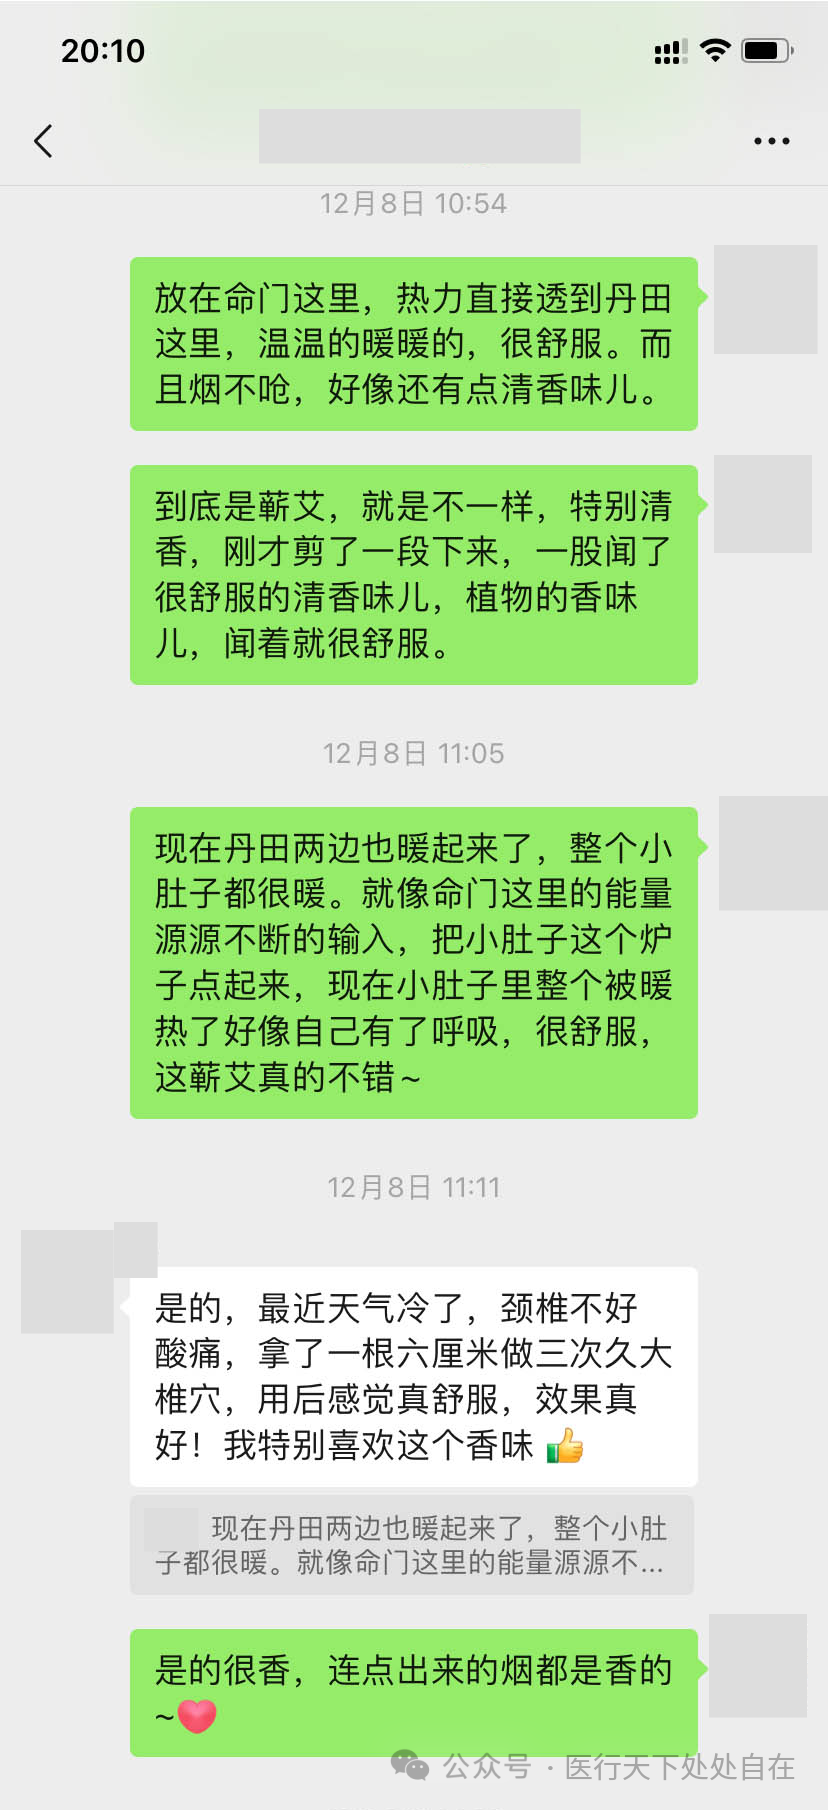 20:10
12月8日 10:54
放在命门这里，热力直接透到丹田
这里，温温的暖暖的，很舒服。而
且烟不呛，好像还有点清香味儿。
到底是蕲艾，就是不一样，特别清
香，刚才剪了一段下来，一股闻了
很舒服的清香味儿，植物的香味
儿，闻着就很舒服。
12月8日 11:05
现在丹田两边也暖起来了，整个小
肚子都很暖。就像命门这里的能量
源源不断的输入，把小肚子这个炉
子点起来，现在小肚子里整个被暖
热了好像自己有了呼吸，很舒服，
这蕲艾真的不错~
12月8日 11:11
是的，最近天气冷了，颈椎不好
酸痛，拿了一根六厘米做三次久大
椎穴，用后感觉真舒服，效果真
好！我特别喜欢这个香味👍
现在丹田两边也暖起来了，整个小肚
子都很暖。就像命门这里的能量源源不...
是的很香，连点出来的烟都是香的
~❤
公众号 · 医行天下处处自在